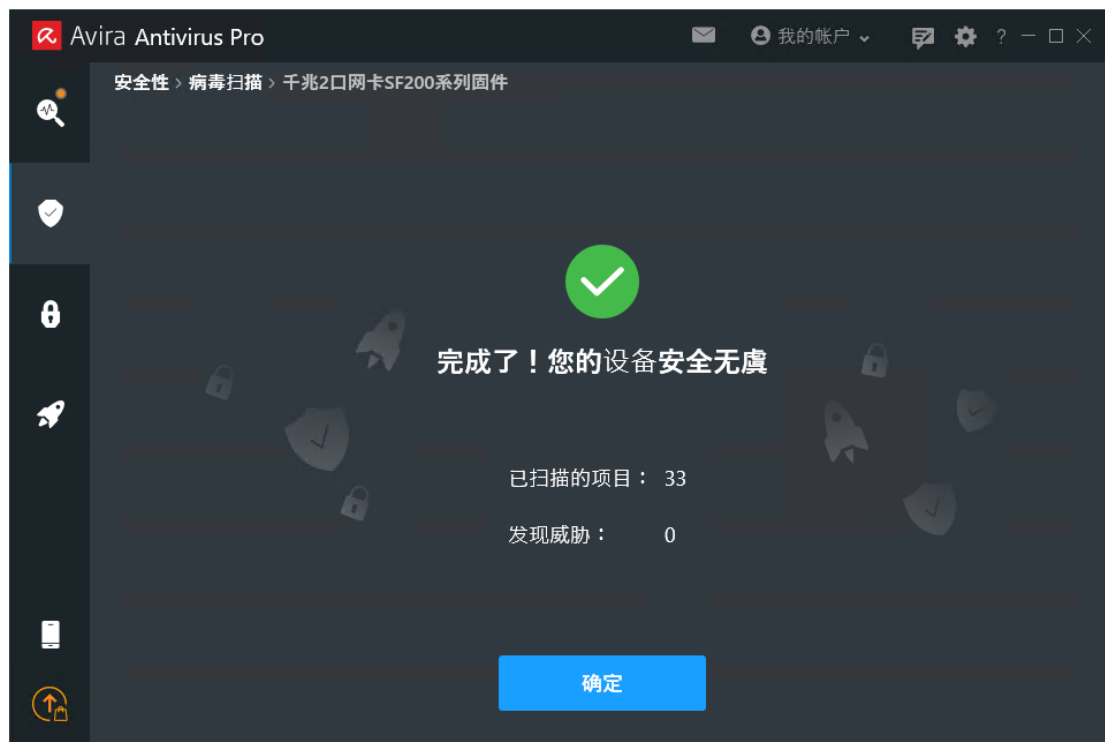 Avira Antivirus Pro
我的帐户
?
安全性 > 病毒扫描 > 千兆2口网卡SF200系列固件
完成了！您的设备安全无虞
已扫描的项目： 33
发现威胁： 0
确定